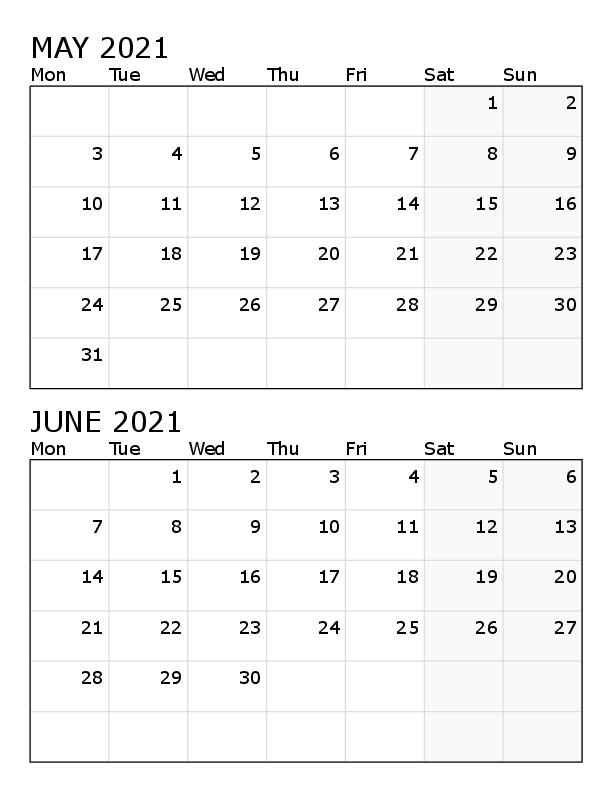 MAY 2021
Mon Tue Wed Thu Fri Sat Sun
1 2
3 4 5 6 7 8 9
10 11 12 13 14 15 16
17 18 19 20 21 22 23
24 25 26 27 28 29 30
31
JUNE 2021
Mon Tue Wed Thu Fri Sat Sun
1 2 3 4 5 6
7 8 9 10 11 12 13
14 15 16 17 18 19 20
21 22 23 24 25 26 27
28 29 30